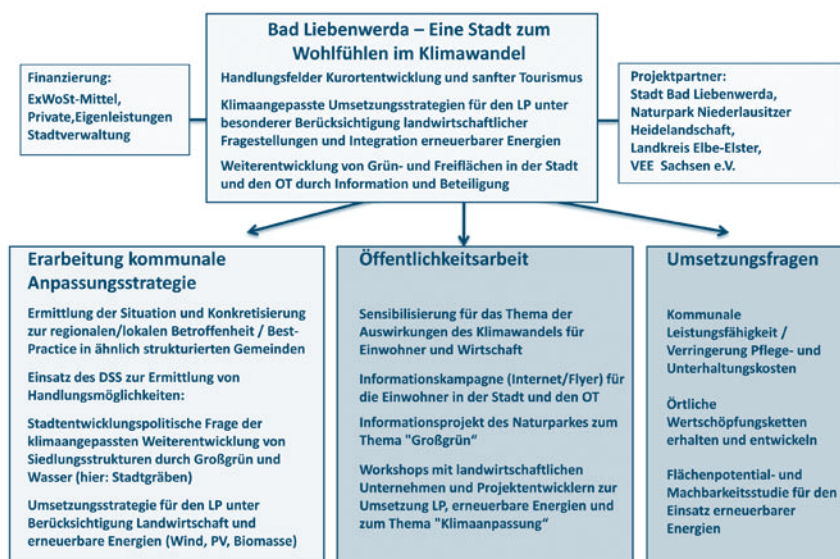 Bad Liebenwerda – Eine Stadt zum
Wohlfühlen im Klimawandel
Handlungsfelder Kurortentwicklung und sanfter Tourismus
Klimaangepasste Umsetzungsstrategien für den LP unter
besonderer Berücksichtigung landwirtschaftlicher
Fragestellungen und Integration erneuerbarer Energien
Weiterentwicklung von Grün- und Freiflächen in der Stadt
und den OT durch Information und Beteiligung
Finanzierung:
ExWoSt-Mittel,
Private,Eigenleistungen
Stadtverwaltung
Projektpartner:
Stadt Bad Liebenwerda,
Naturpark Niederlausitzer
Heidelandschaft,
Landkreis Elbe-Elster,
VEE Sachsen e.V.
Erarbeitung kommunale
Anpassungsstrategie
Ermittlung der Situation und Konkretisierung
zur regionalen/lokalen Betroffenheit / Best-
Practice in ähnlich strukturierten Gemeinden
Einsatz des DSS zur Ermittlung von
Handlungsmöglichkeiten:
Stadtentwicklungspolitische Frage der
klimaangepassten Weiterentwicklung von
Siedlungsstrukturen durch Großgrün und
Wasser (hier: Stadtgräben)
Umsetzungsstrategie für den LP unter
Berücksichtigung Landwirtschaft und
erneuerbare Energien (Wind, PV, Biomasse)
Öffentlichkeitsarbeit
Sensibilisierung für das Thema der
Auswirkungen des Klimawandels für
Einwohner und Wirtschaft
Informationskampagne (Internet/Flyer) für
die Einwohner in der Stadt und den OT
Informationsprojekt des Naturparkes zum
Thema "Großgrün“
Workshops mit landwirtschaftlichen
Unternehmen und Projektentwicklern zur
Umsetzung LP, erneuerbare Energien und
zum Thema "Klimaanpassung“
Umsetzungsfragen
Kommunale
Leistungsfähigkeit /
Verringerung Pflege- und
Unterhaltungskosten
Örtliche
Wertschöpfungsketten
erhalten und entwickeln
Flächenpotential- und
Machbarkeitsstudie für den
Einsatz erneuerbarer
Energien